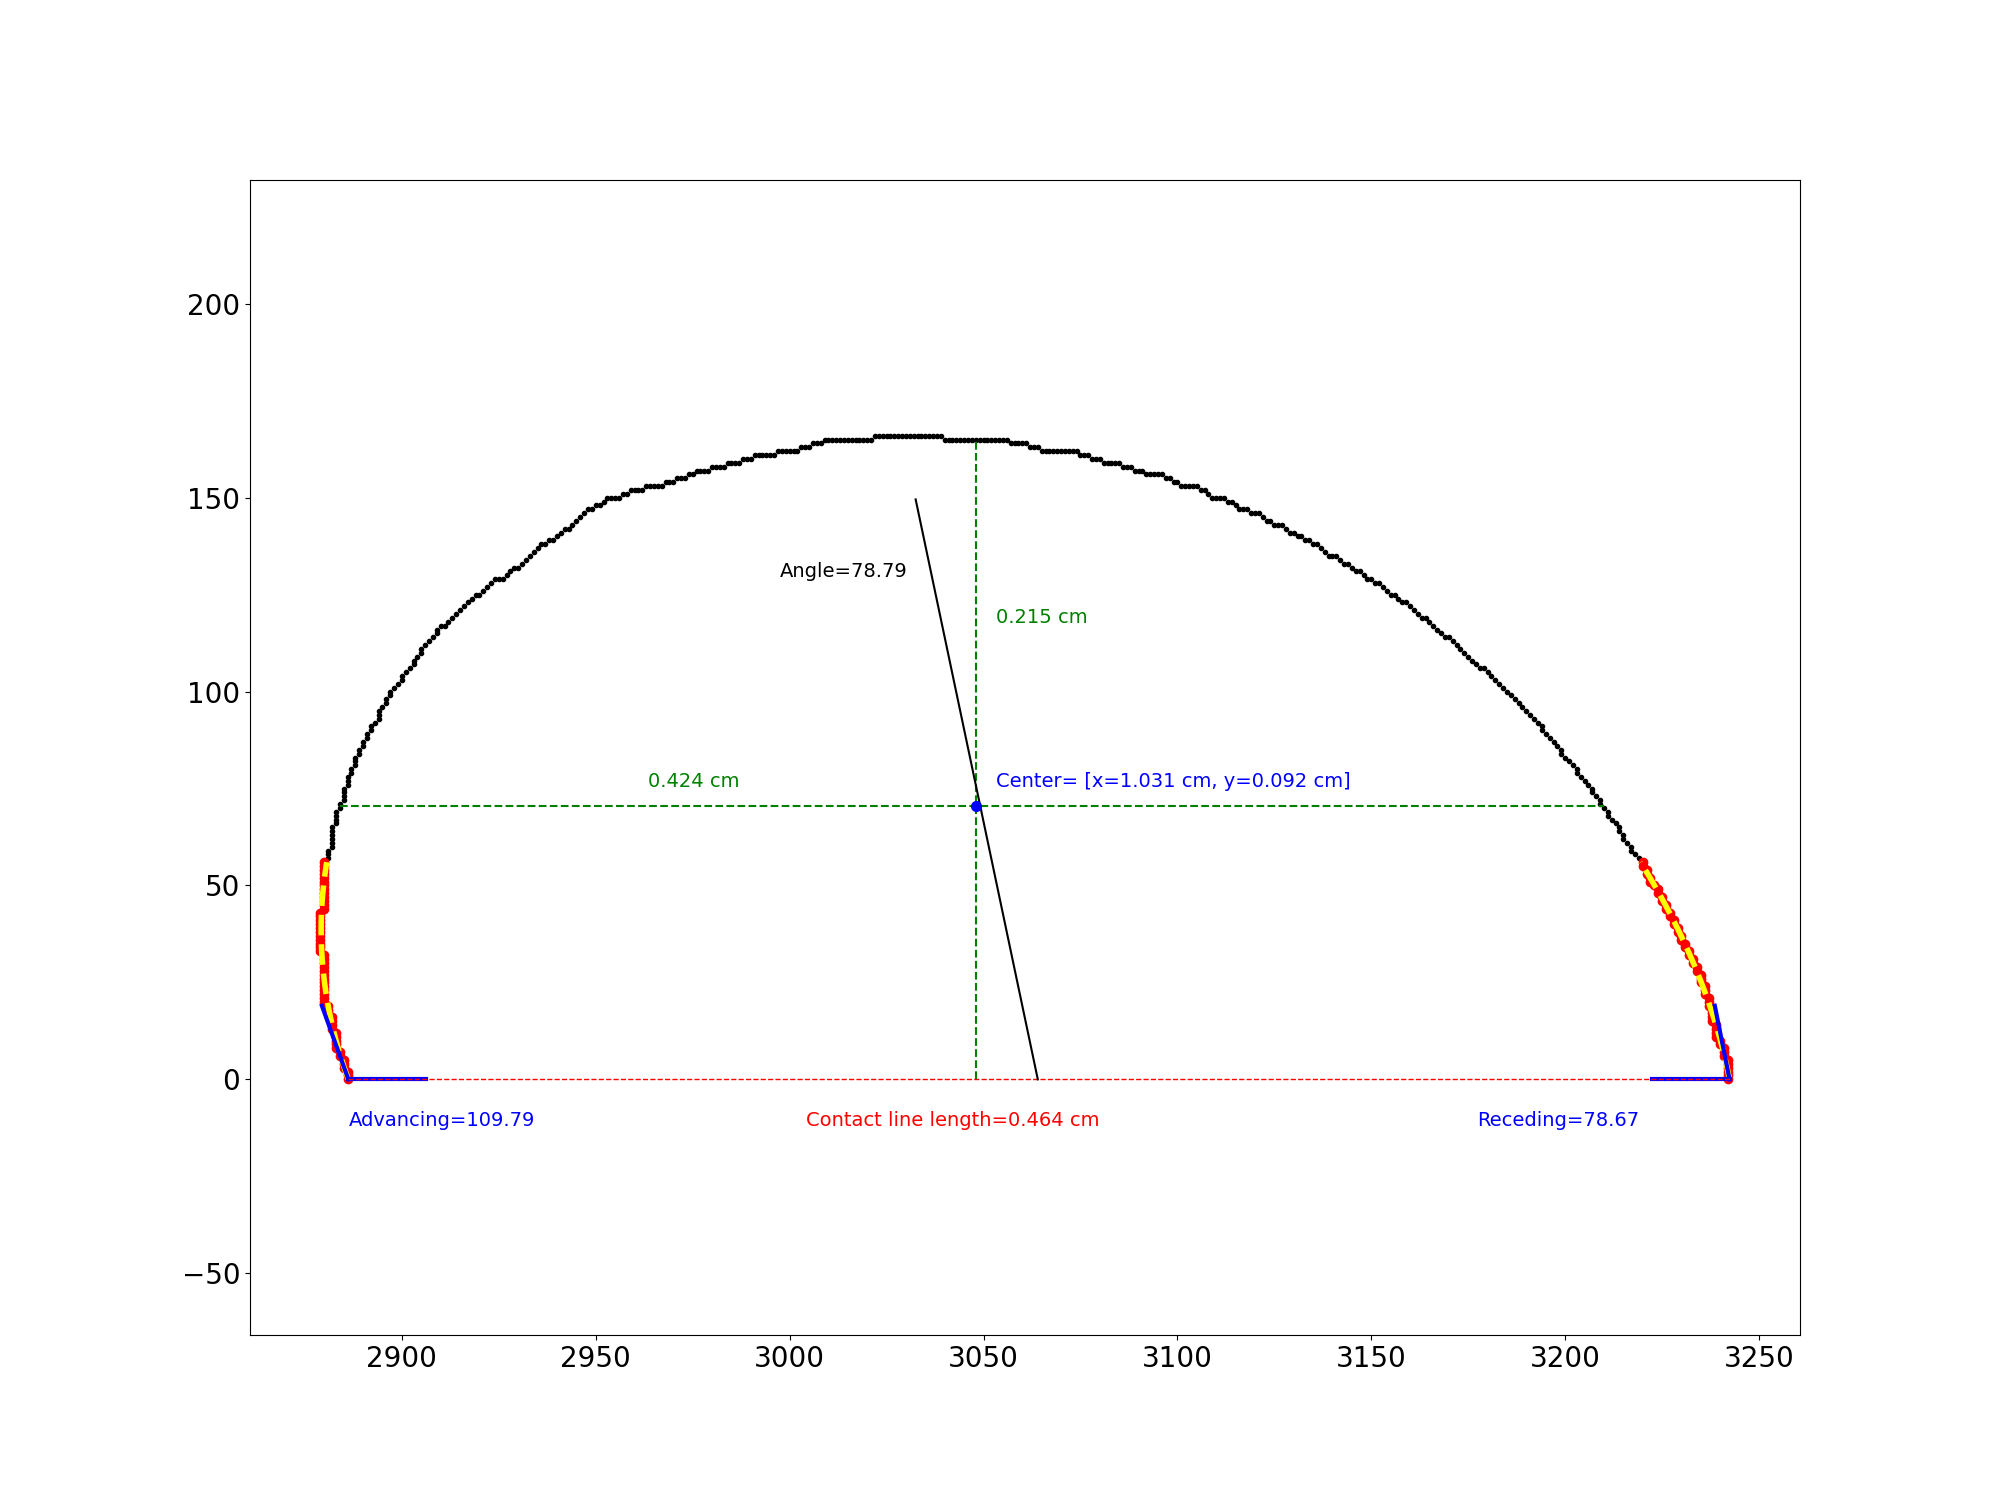 200
150
Angle=78.79
0.215 cm
100
0.424 cm
Center= [x=1.031 cm, y=0.092 cm]
50
0
Advancing=109.79
Contact line length=0.464 cm
Receding=78.67
−50
2900 2950 3000 3050 3100 3150 3200 3250